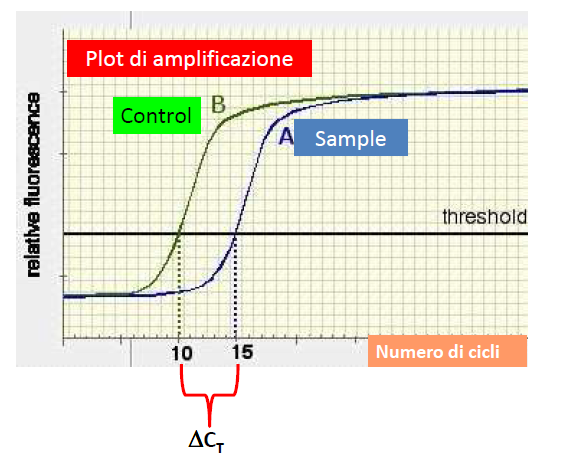 Plot di amplificazione
B
Control
A
Sample
relative fluorescence
threshold
10
15
Numero di cicli
ΔCT